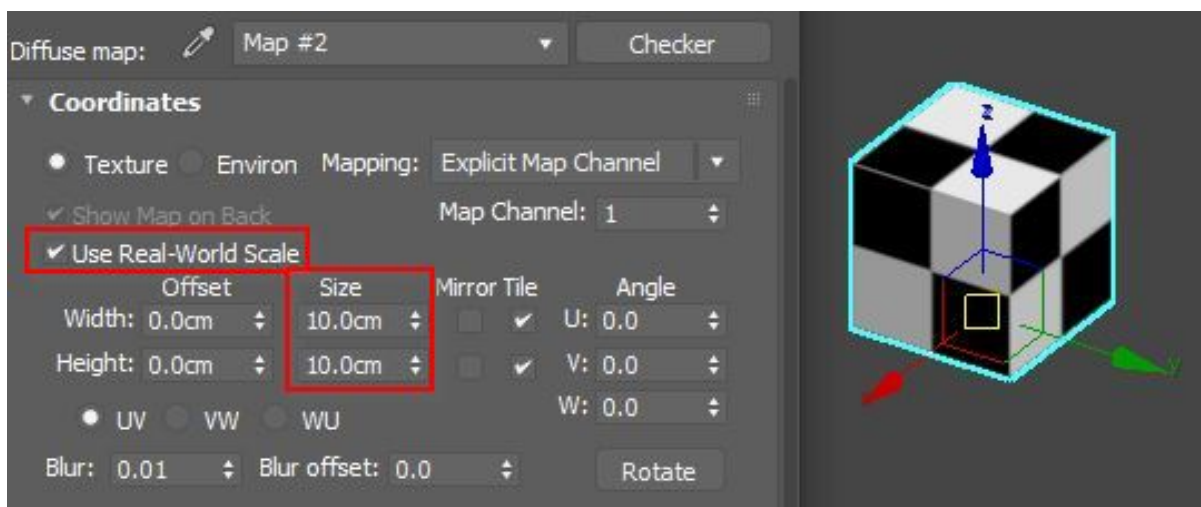 Diffuse map: Map #2 Checker
Coordinates
Texture Environ Mapping: Explicit Map Channel
Show Map on Back Map Channel: 1
Use Real-World Scale
Offset Size Mirror Tile Angle
Width: 0.0cm 10.0cm U: 0.0
Height: 0.0cm 10.0cm V: 0.0
W: 0.0
UV VW WU
Blur: 0.01 Blur offset: 0.0 Rotate
z
y